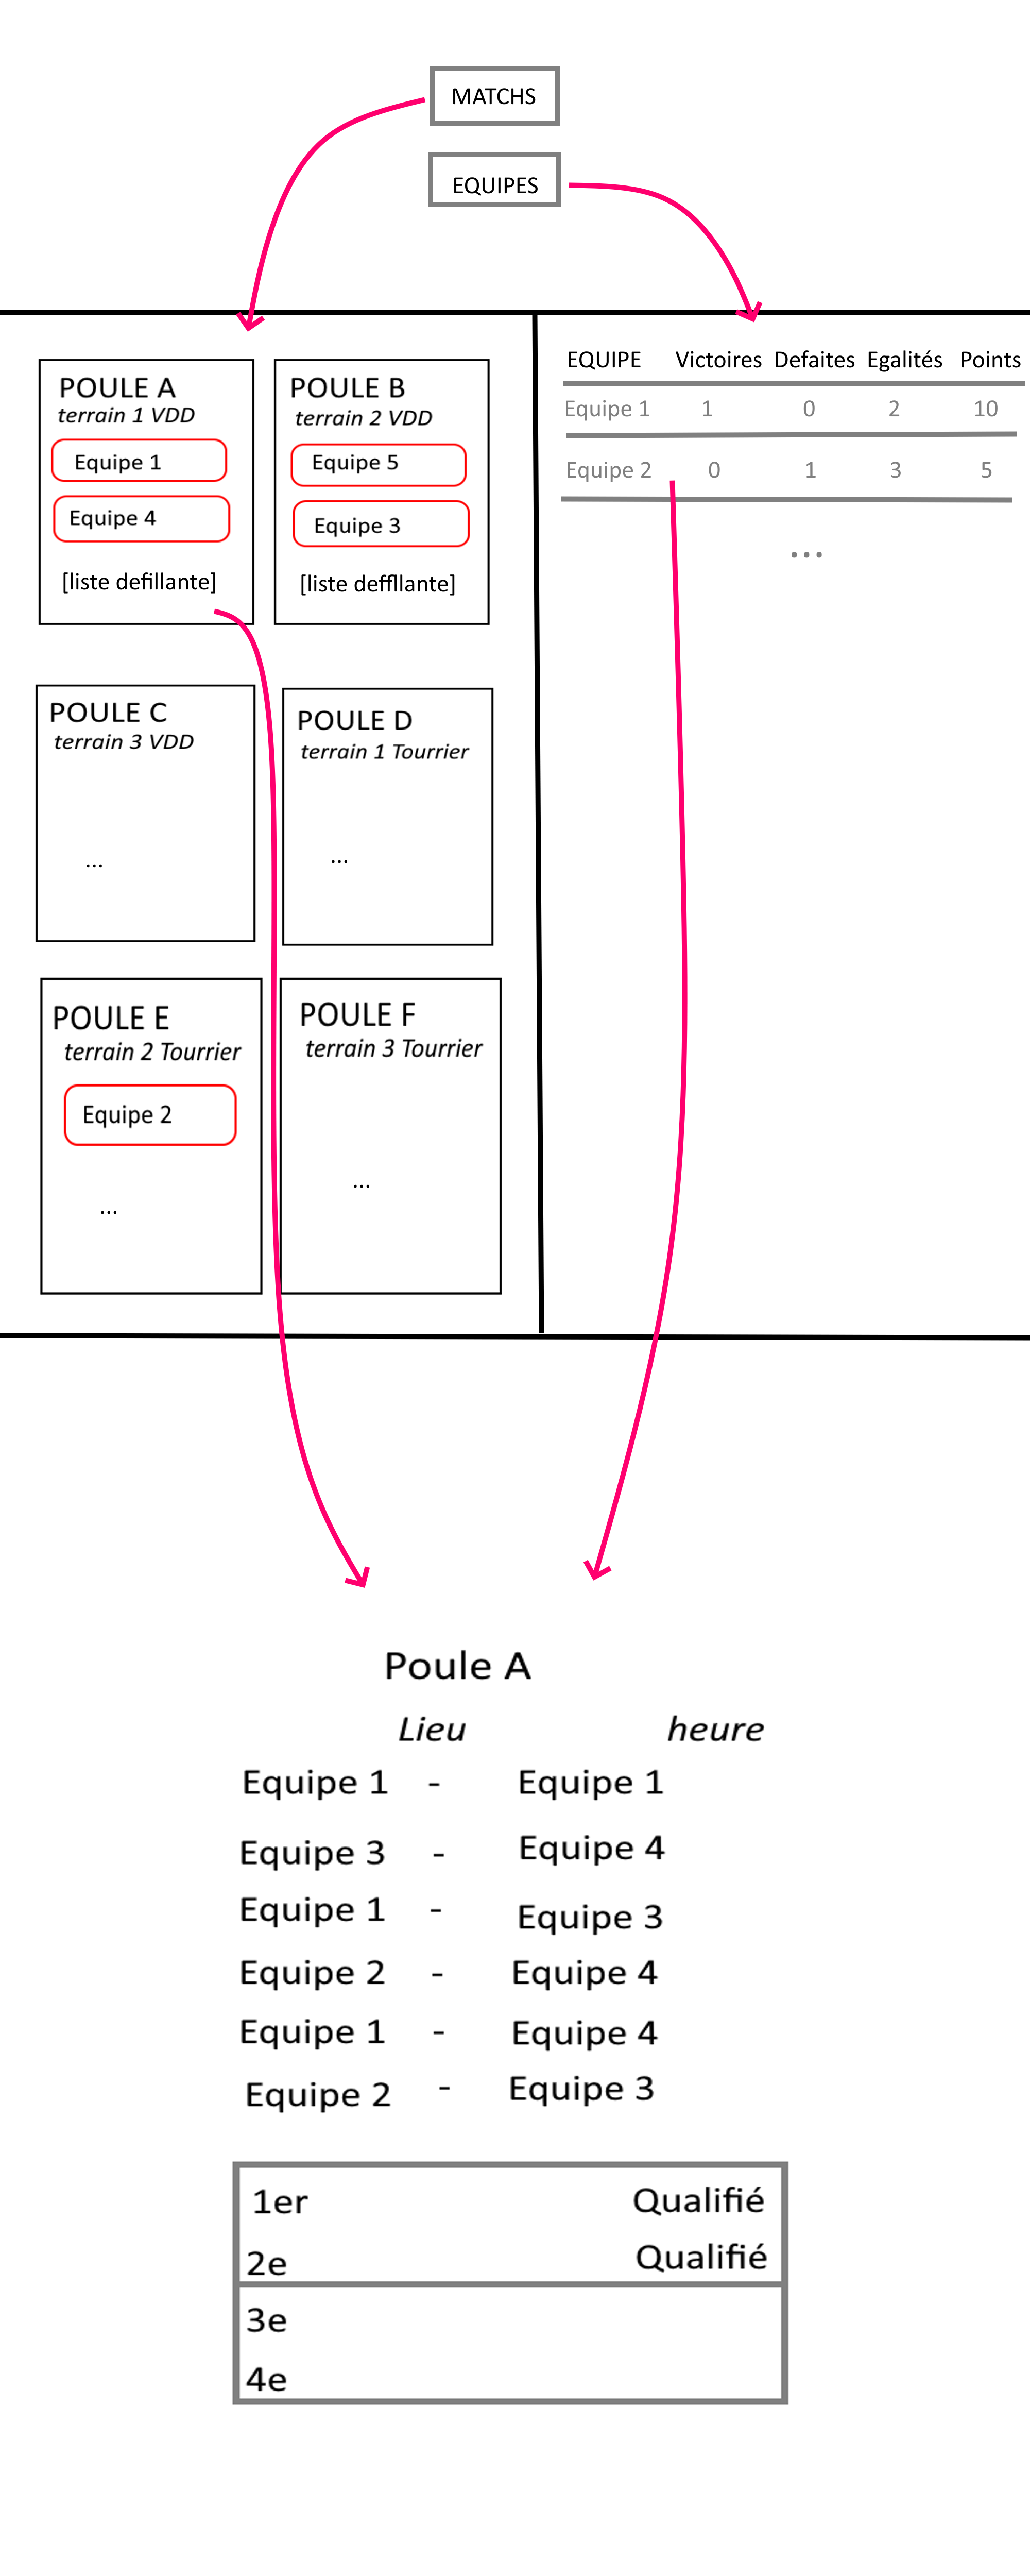 MATCHS
EQUIPES
POULE A
terrain 1 VDD
Equipe 1
Equipe 4
[liste defillante]
POULE B
terrain 2 VDD
Equipe 5
Equipe 3
[liste deffllante]
POULE C
terrain 3 VDD
...
POULE D
terrain 1 Tourrier
...
POULE E
terrain 2 Tourrier
Equipe 2
...
POULE F
terrain 3 Tourrier
...
EQUIPE Victoires Defaites Egalités Points
Equipe 1 1 0 2 10
Equipe 2 0 1 3 5
...
Poule A
Lieu heure
Equipe 1 - Equipe 1
Equipe 3 - Equipe 4
Equipe 1 - Equipe 3
Equipe 2 - Equipe 4
Equipe 1 - Equipe 4
Equipe 2 - Equipe 3
1er Qualifié
2e Qualifié
3e
4e